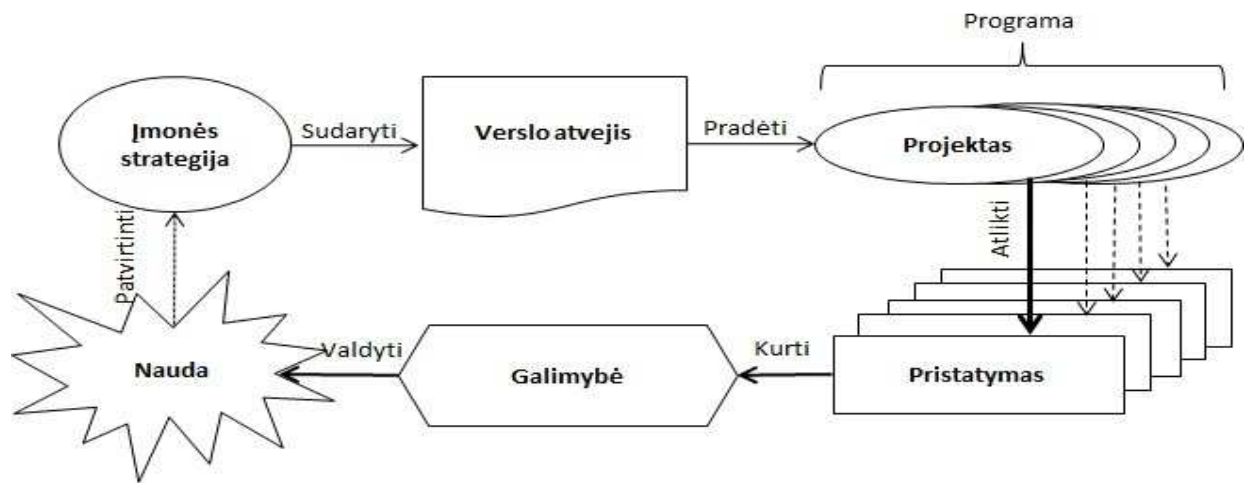 Programa
Įmonės
strategija
Sudaryti
Verslo atvejis
Pradėti
Projektas
Patvirtinti
Atlikti
Nauda
Valdyti
Galimybė
Kurti
Pristatymas